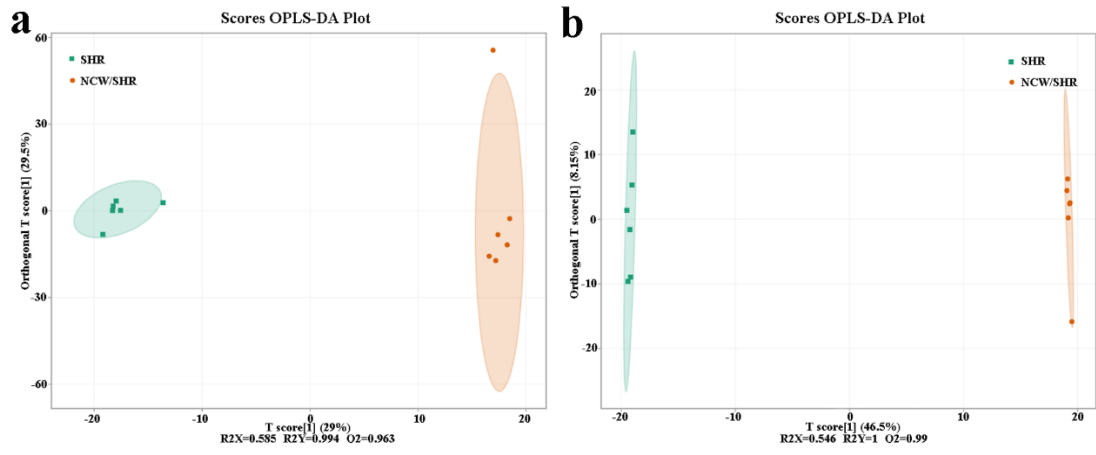 a
Scores OPLS-DA Plot
SHR
NCW/SHR
Orthogonal T score[1] (29.5%)
60
30
0
-30
-60
-20
-10
0
10
20
T score[1] (29%)
R2X=0.585 R2Y=0.994 O2=0.963
b
Scores OPLS-DA Plot
SHR
NCW/SHR
Orthogonal T score[1] (8.15%)
20
10
0
-10
-20
-20
-10
0
10
20
T score[1] (46.5%)
R2X=0.546 R2Y=1 O2=0.99